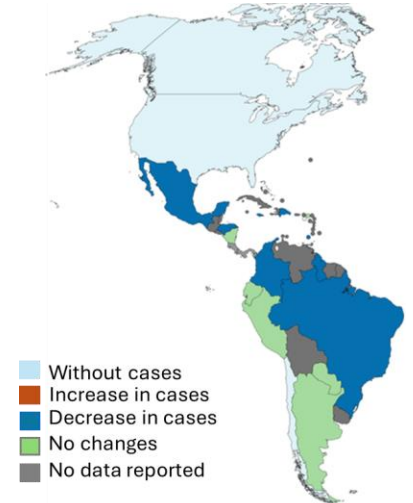 Without cases
Increase in cases
Decrease in cases
No changes
No data reported